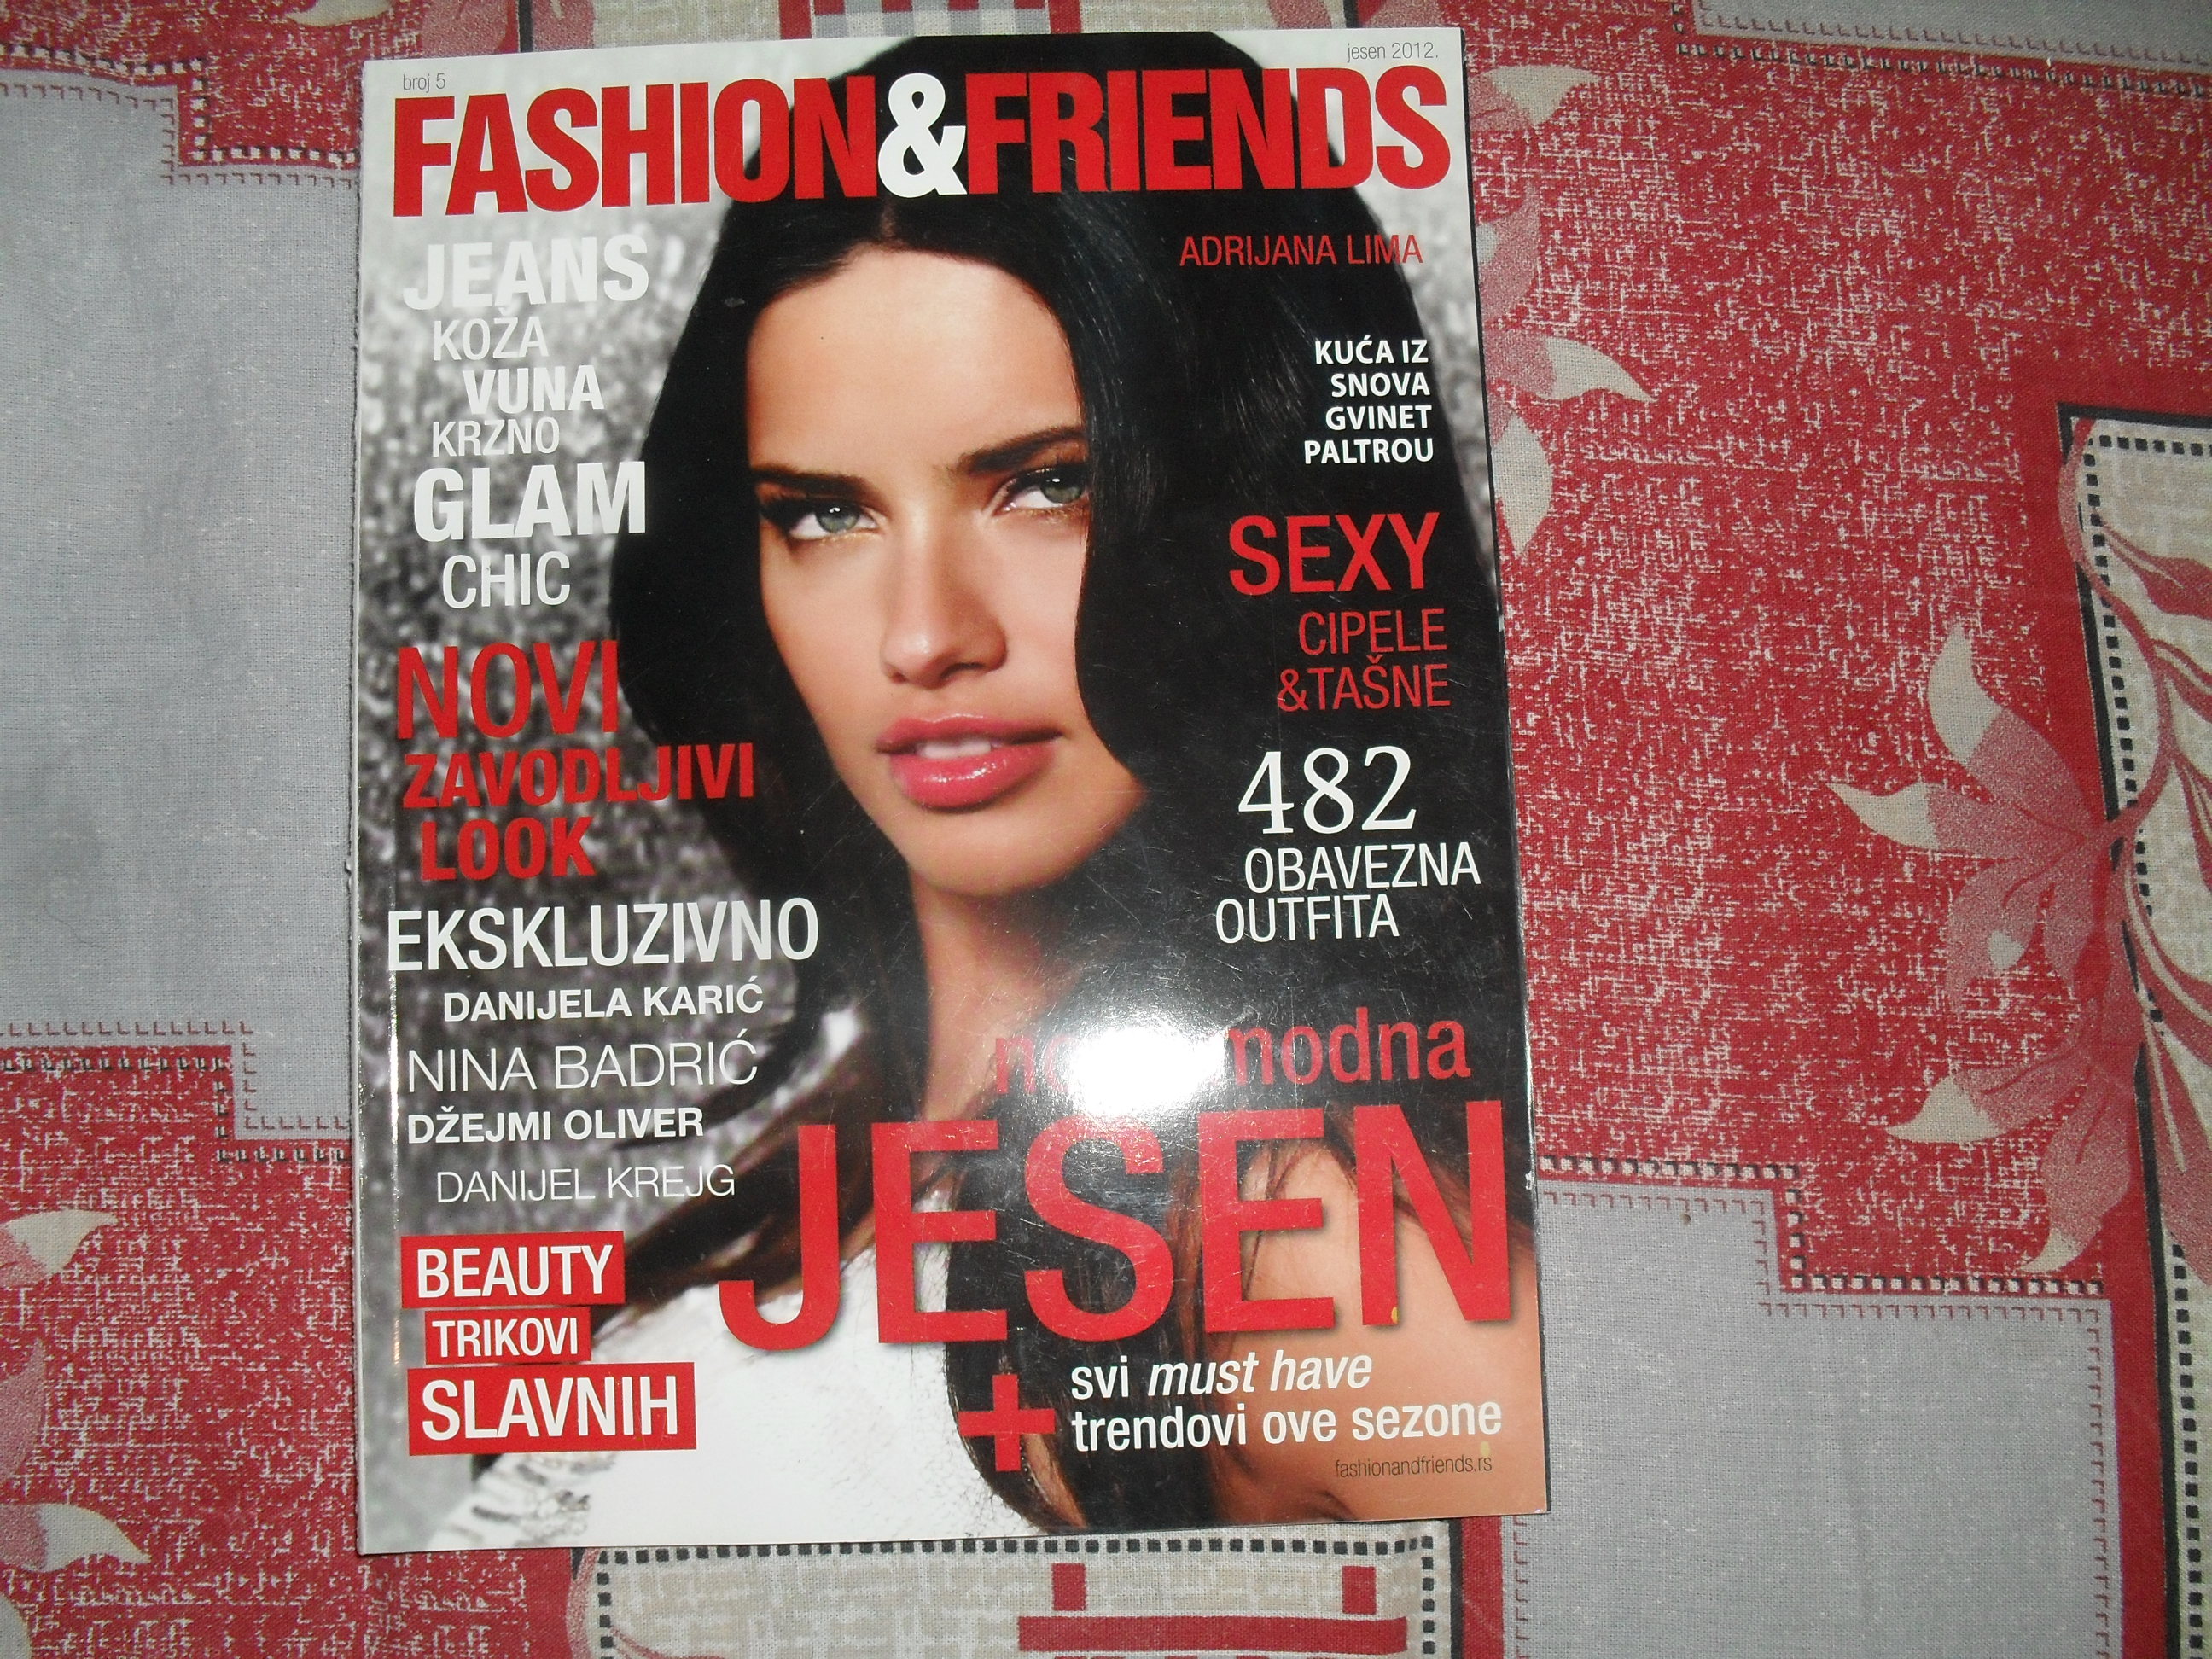 broj 5
jesen 2012.
FASHION&FRIENDS
ADRIJANA LIMA
JEANS
KOŽA
VUNA
KRZNO
GLAM
CHIC
NOVI
ZAVODLJIVI
LOOK
EKSKLUZIVNO
DANIJELA KARIĆ
NINA BADRIĆ
DŽEJMI OLIVER
DANIJEL KREJG
BEAUTY
TRIKOVI
SLAVNIH
KUĆA IZ
SNOVA
GVINET
PALTROU
SEXY
CIPELE
&TAŠNE
482
OBAVEZNA
OUTFITA
modna
JESEN
+ svi must have
trendovi ove sezone
fashionandfriends.rs